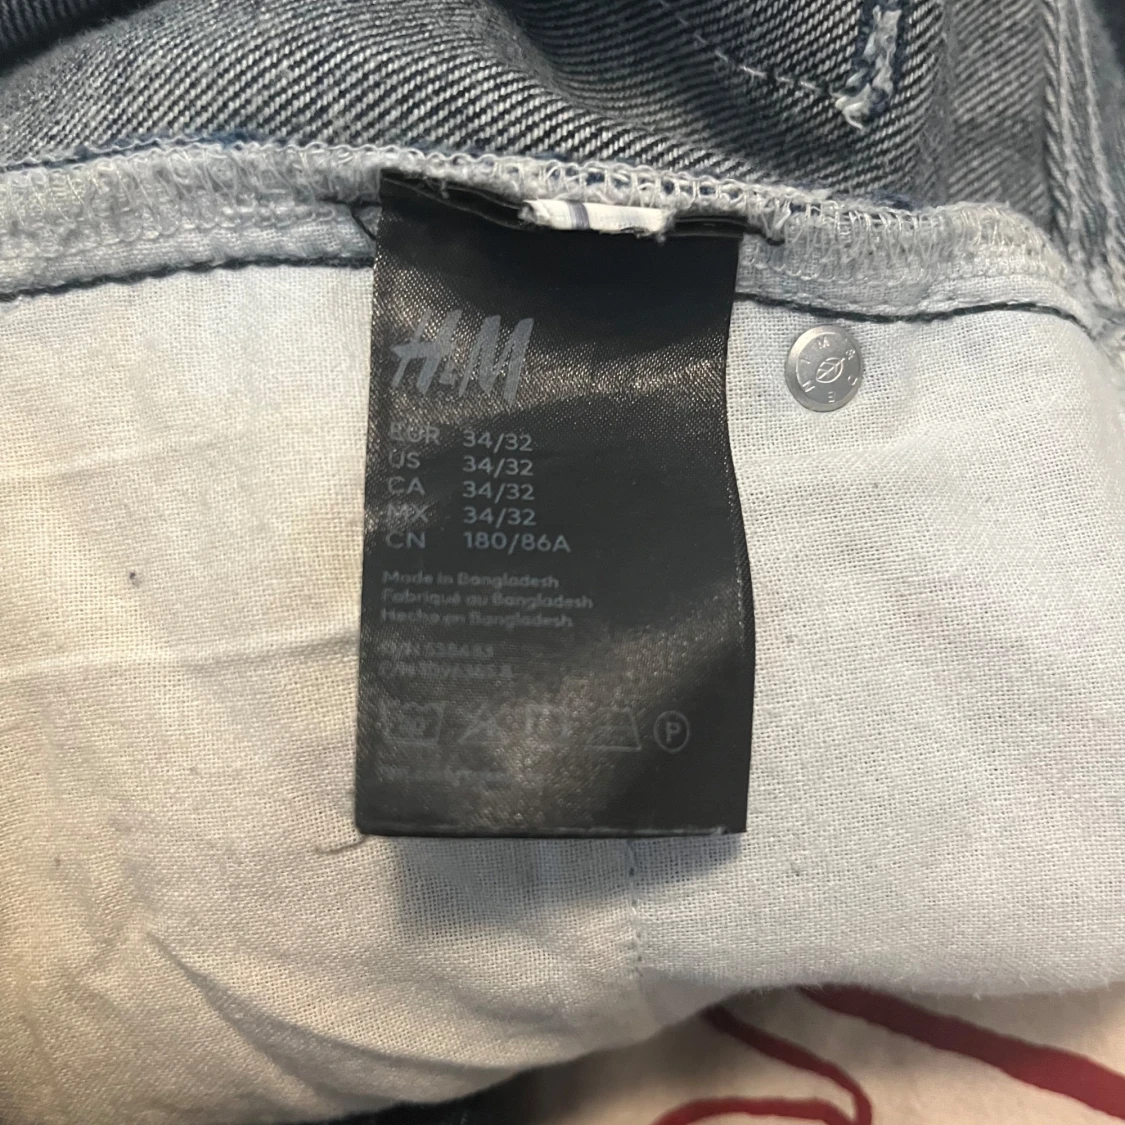 H&M
EUR 34/32
US 34/32
CA 34/32
MX 34/32
CN 180/86A
Made in Bangladesh
Fabriqué au Bangladesh
Hecho en Bangladesh
O/N
P